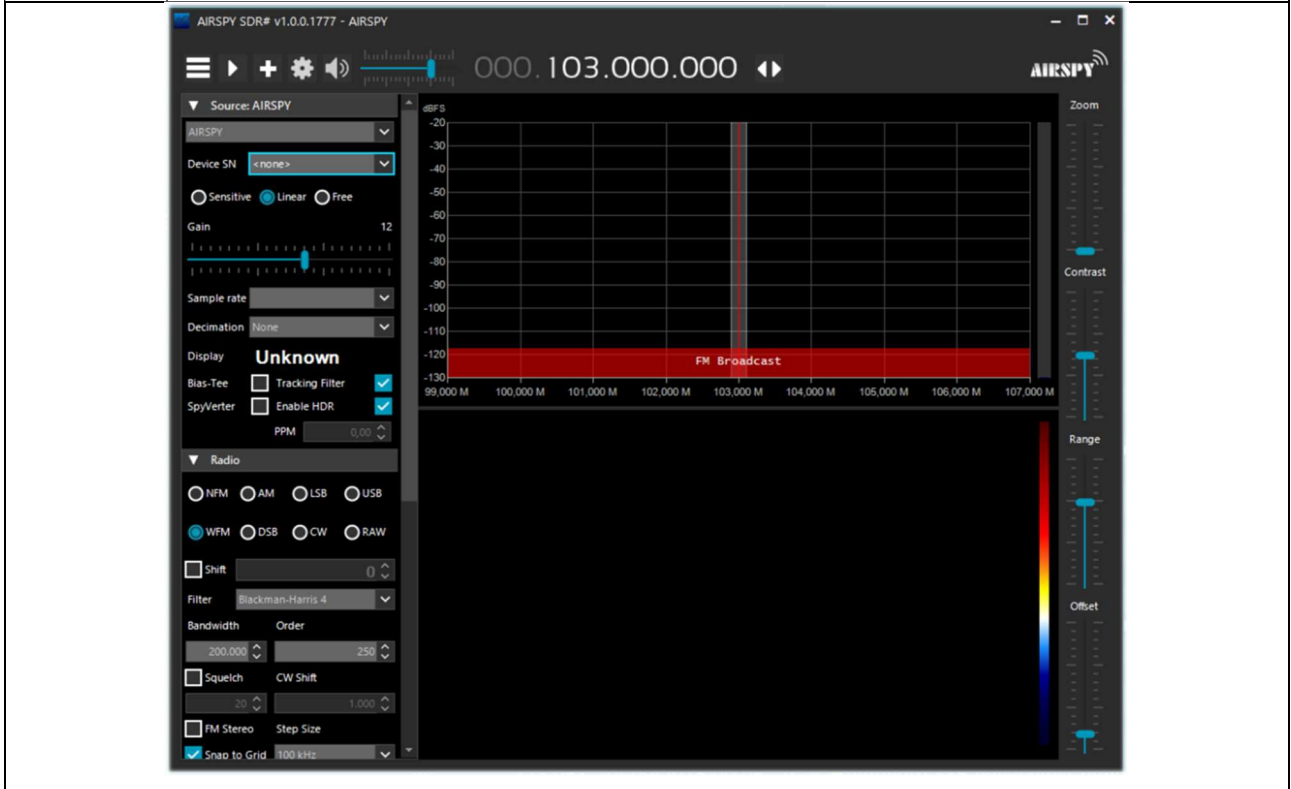 AIRSPY SDR# v1.0.0.1777 - AIRSPY
000.103.000.000
AIRSPY
Source: AIRSPY
AIRSPY
Device SN <none>
Sensitive Linear Free
Gain 12
Sample rate
Decimation None
Display Unknown
Bias-Tee Tracking Filter
SpyVerter Enable HDR
PPM 0,00
Radio
NFM AM LSB USB
WFM DSB CW RAW
Shift 0
Filter Blackman-Harris 4
Bandwidth Order
200.000 250
Squelch CW Shift
20 1.000
FM Stereo Step Size
Snap to Grid 100 kHz
dBFS
-20
-30
-40
-50
-60
-70
-80
-90
-100
-110
-120
-130
FM Broadcast
99,000 M 100,000 M 101,000 M 102,000 M 103,000 M 104,000 M 105,000 M 106,000 M 107,000 M
Zoom
Contrast
Range
Offset